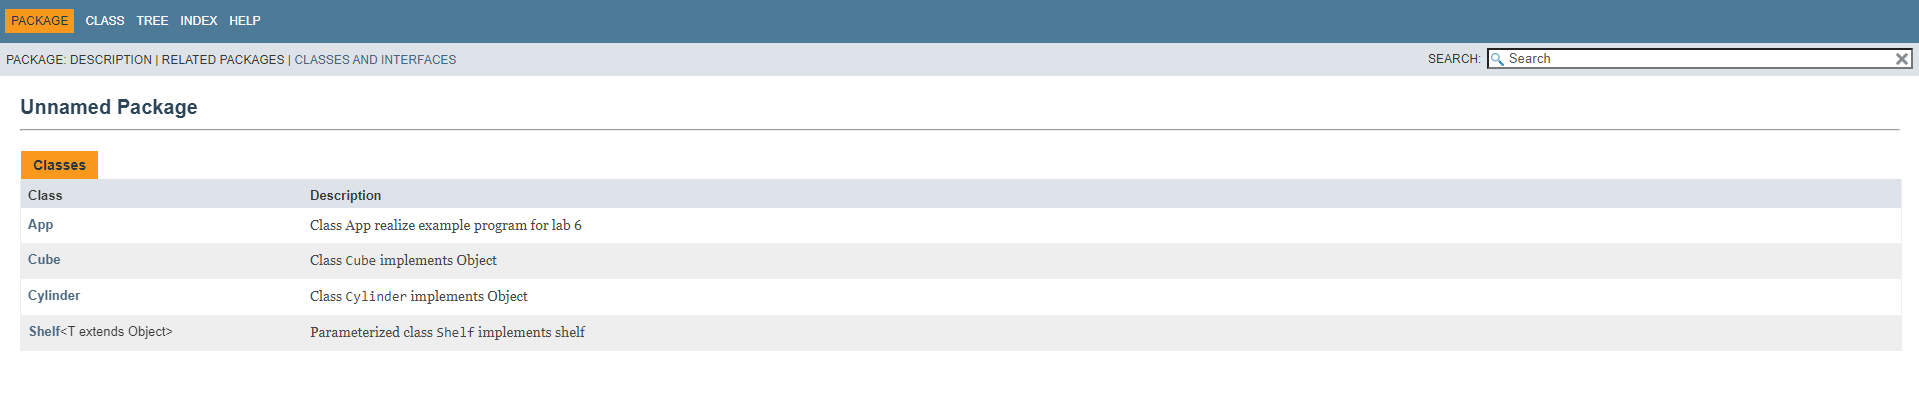 PACKAGE CLASS TREE INDEX HELP
PACKAGE: DESCRIPTION | RELATED PACKAGES | CLASSES AND INTERFACES SEARCH: Search
Unnamed Package
Classes
Class Description
App Class App realize example program for lab 6
Cube Class Cube implements Object
Cylinder Class Cylinder implements Object
Shelf<T extends Object> Parameterized class Shelf implements shelf